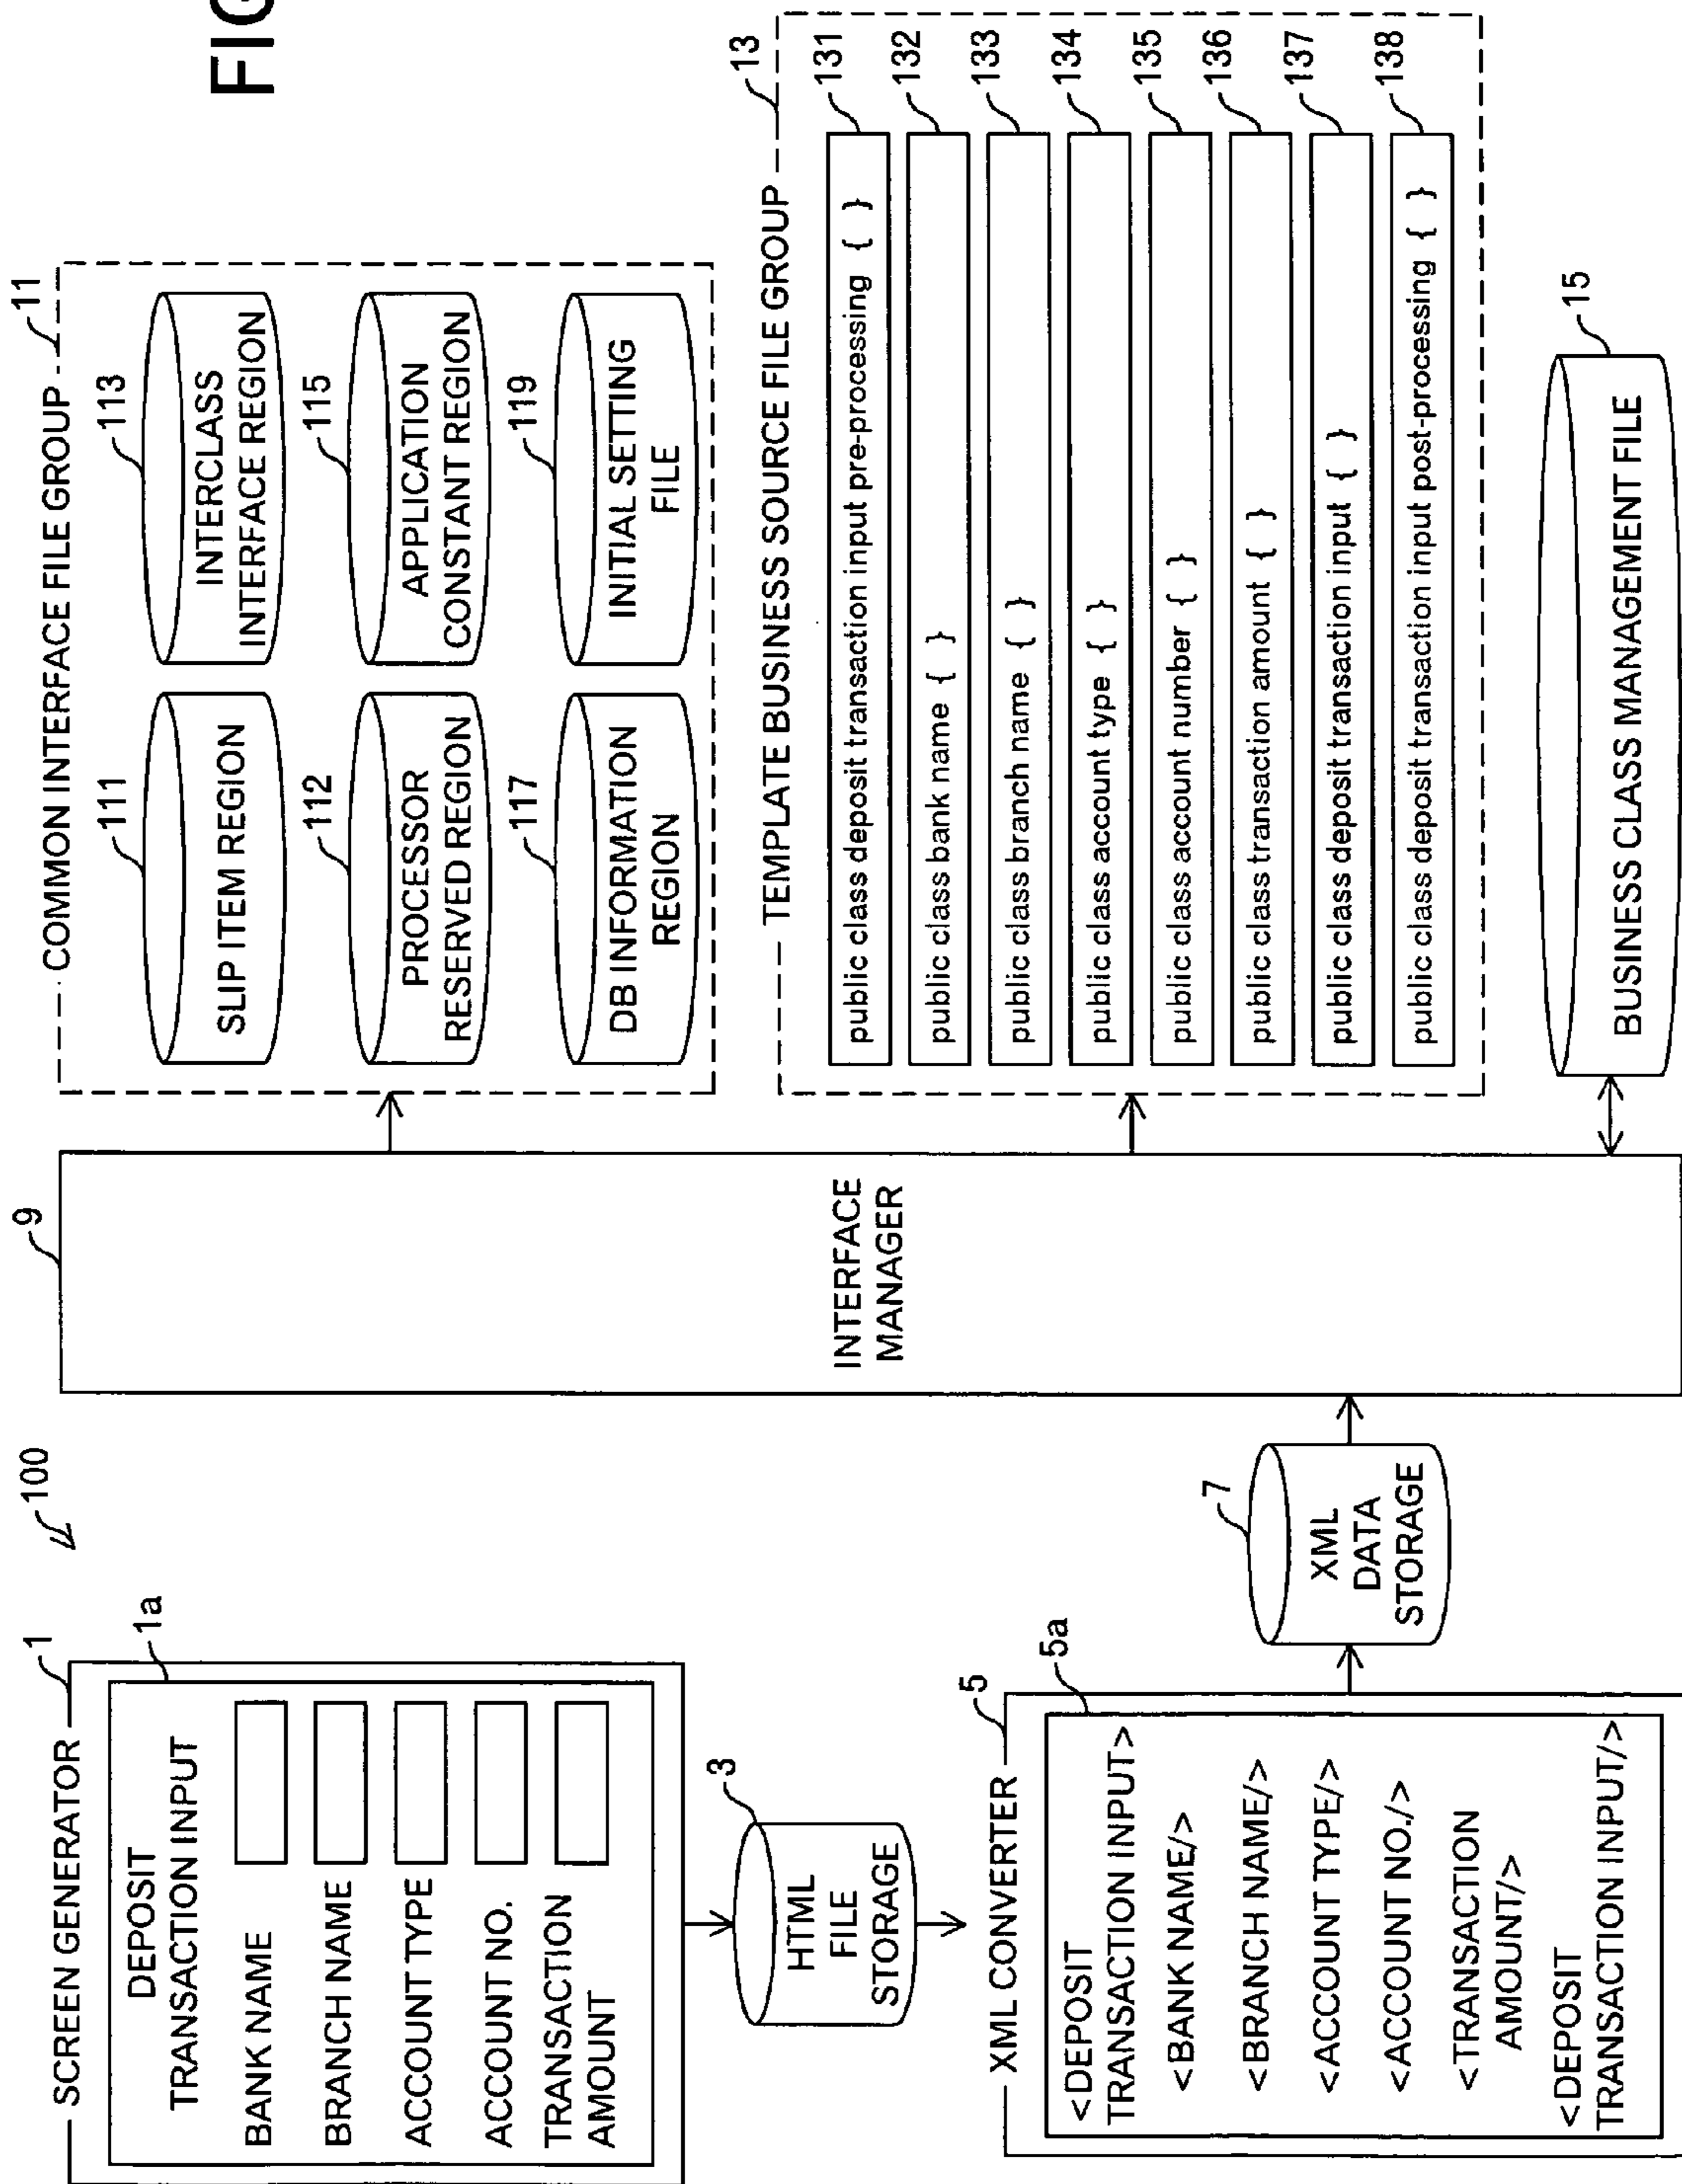 FIG
100
SCREEN GENERATOR
1
1a
DEPOSIT
TRANSACTION INPUT
BANK NAME
BRANCH NAME
ACCOUNT TYPE
ACCOUNT NO.
TRANSACTION
AMOUNT
3
HTML
FILE
STORAGE
XML CONVERTER
5
5a
<DEPOSIT
TRANSACTION INPUT>
<BANK NAME/>
<BRANCH NAME/>
<ACCOUNT TYPE/>
<ACCOUNT NO./>
<TRANSACTION
AMOUNT/>
<DEPOSIT
TRANSACTION INPUT/>
7
XML
DATA
STORAGE
9
INTERFACE
MANAGER
COMMON INTERFACE FILE GROUP
11
111
SLIP ITEM REGION
113
INTERCLASS
INTERFACE REGION
112
PROCESSOR
RESERVED REGION
115
APPLICATION
CONSTANT REGION
117
DB INFORMATION
REGION
119
INITIAL SETTING
FILE
TEMPLATE BUSINESS SOURCE FILE GROUP
13
public class deposit transaction input pre-processing { }
131
public class bank name { }
132
public class branch name { }
133
public class account type { }
134
public class account number { }
135
public class transaction amount { }
136
public class deposit transaction input { }
137
public class deposit transaction input post-processing { }
138
15
BUSINESS CLASS MANAGEMENT FILE